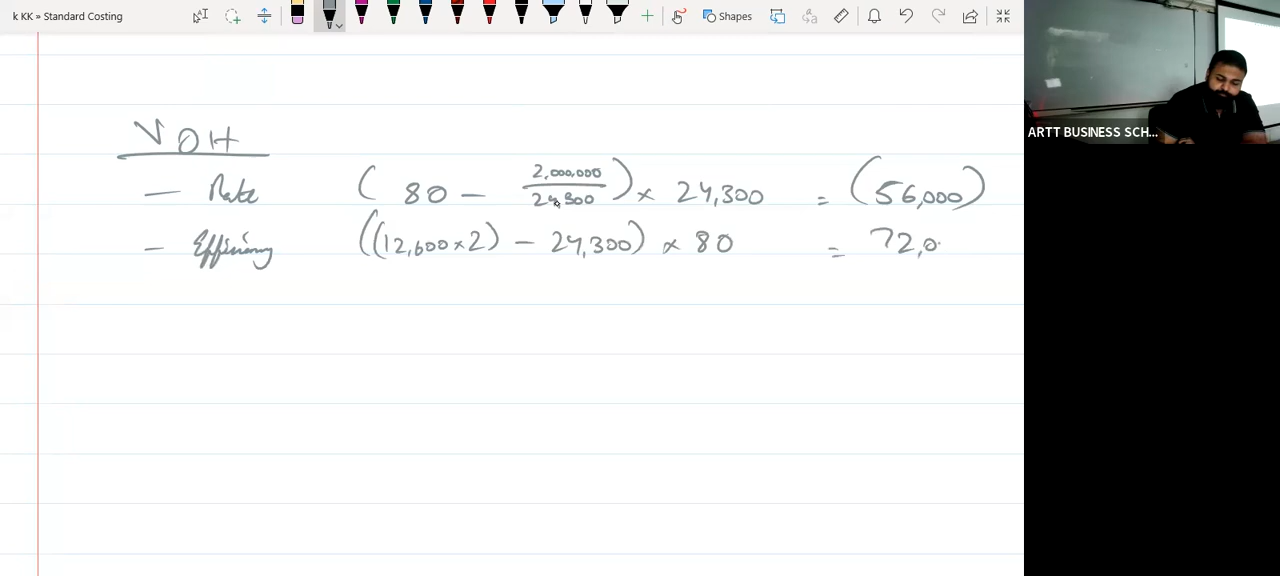 k KK » Standard Costing
Shapes
ARTT BUSINESS SCH...
VOH
— Rate (80 — 2,000,000/24,300) × 24,300 = (56,000)
— Efficiency ((12,600×2) — 24,300) × 80 = 72,0